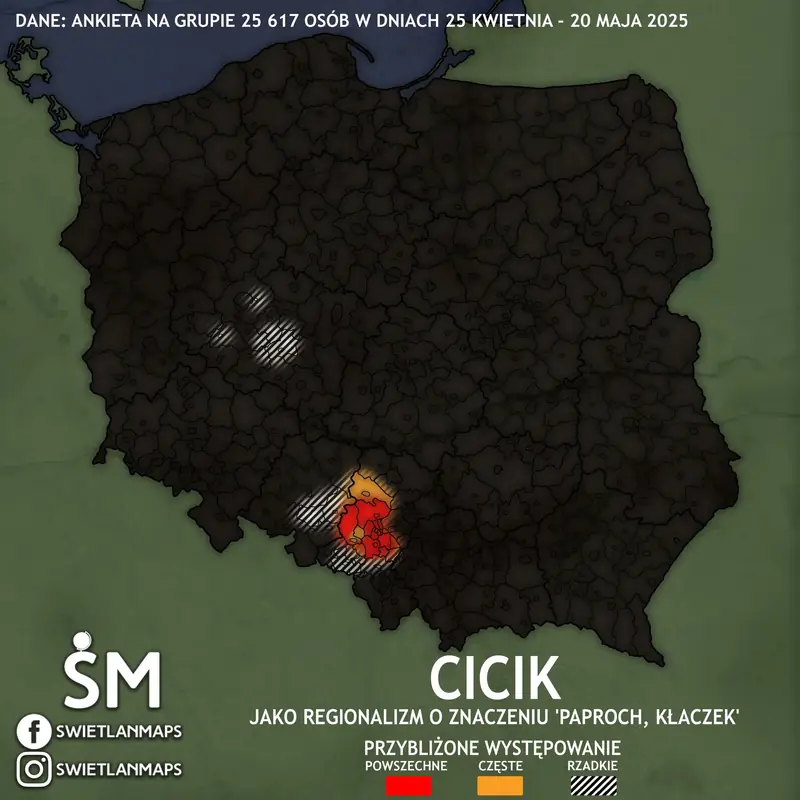 DANE: ANKIETA NA GRUPIE 25 617 OSÓB W DNIACH 25 KWIETNIA - 20 MAJA 2025
ŚM
SWIETLANMAPS
SWIETLANMAPS
CICIK
JAKO REGIONALIZM O ZNACZENIU 'PAPROCH, KŁACZEK'
PRZYBLIŻONE WYSTĘPOWANIE
POWSZECHNE CZĘSTE RZADKIE